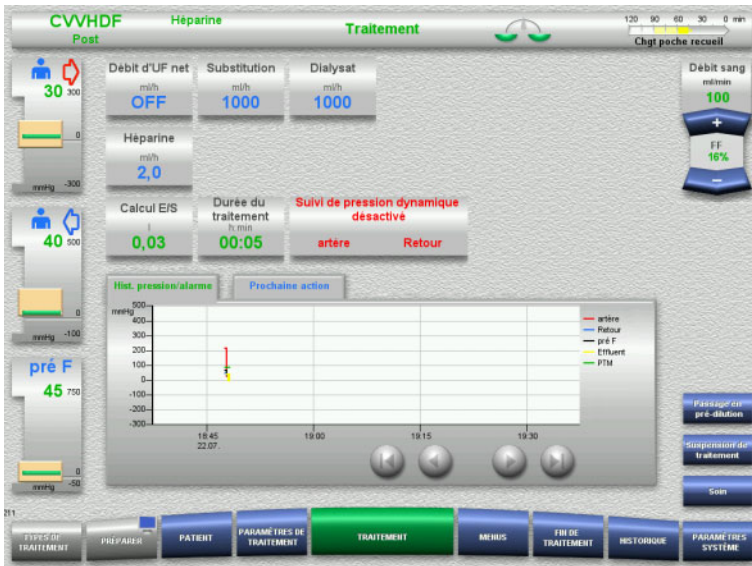 CVVHDF Héparine
Post
Traitement
120 90 60 30 0 min
Chgt poche recueil
30 300
0
mmHg -300
Débit d'UF net
ml/h
OFF
Substitution
ml/h
1000
Dialysat
ml/h
1000
Débit sang
ml/min
100
+
FF
16%
−
Héparine
ml/h
2,0
40 500
0
mmHg -100
Calcul E/S
l
0,03
Durée du
traitement
h:min
00:05
Suivi de pression dynamique
désactivé
artère Retour
pré F
45 750
0
mmHg -50
Hist. pression/alarme
Prochaine action
mmHg
500
400
300
200
100
0
-100
-200
-300
18:45 19:00 19:15 19:30
22.07.
artère
Retour
pré F
Effluent
PTM
Passage en
pré-dilution
Suspension de
traitement
Soin
211
TYPES DE
TRAITEMENT
PRÉPARER
PATIENT
PARAMÈTRES DE
TRAITEMENT
TRAITEMENT
MENUS
FIN DE
TRAITEMENT
HISTORIQUE
PARAMÈTRES
SYSTÈME